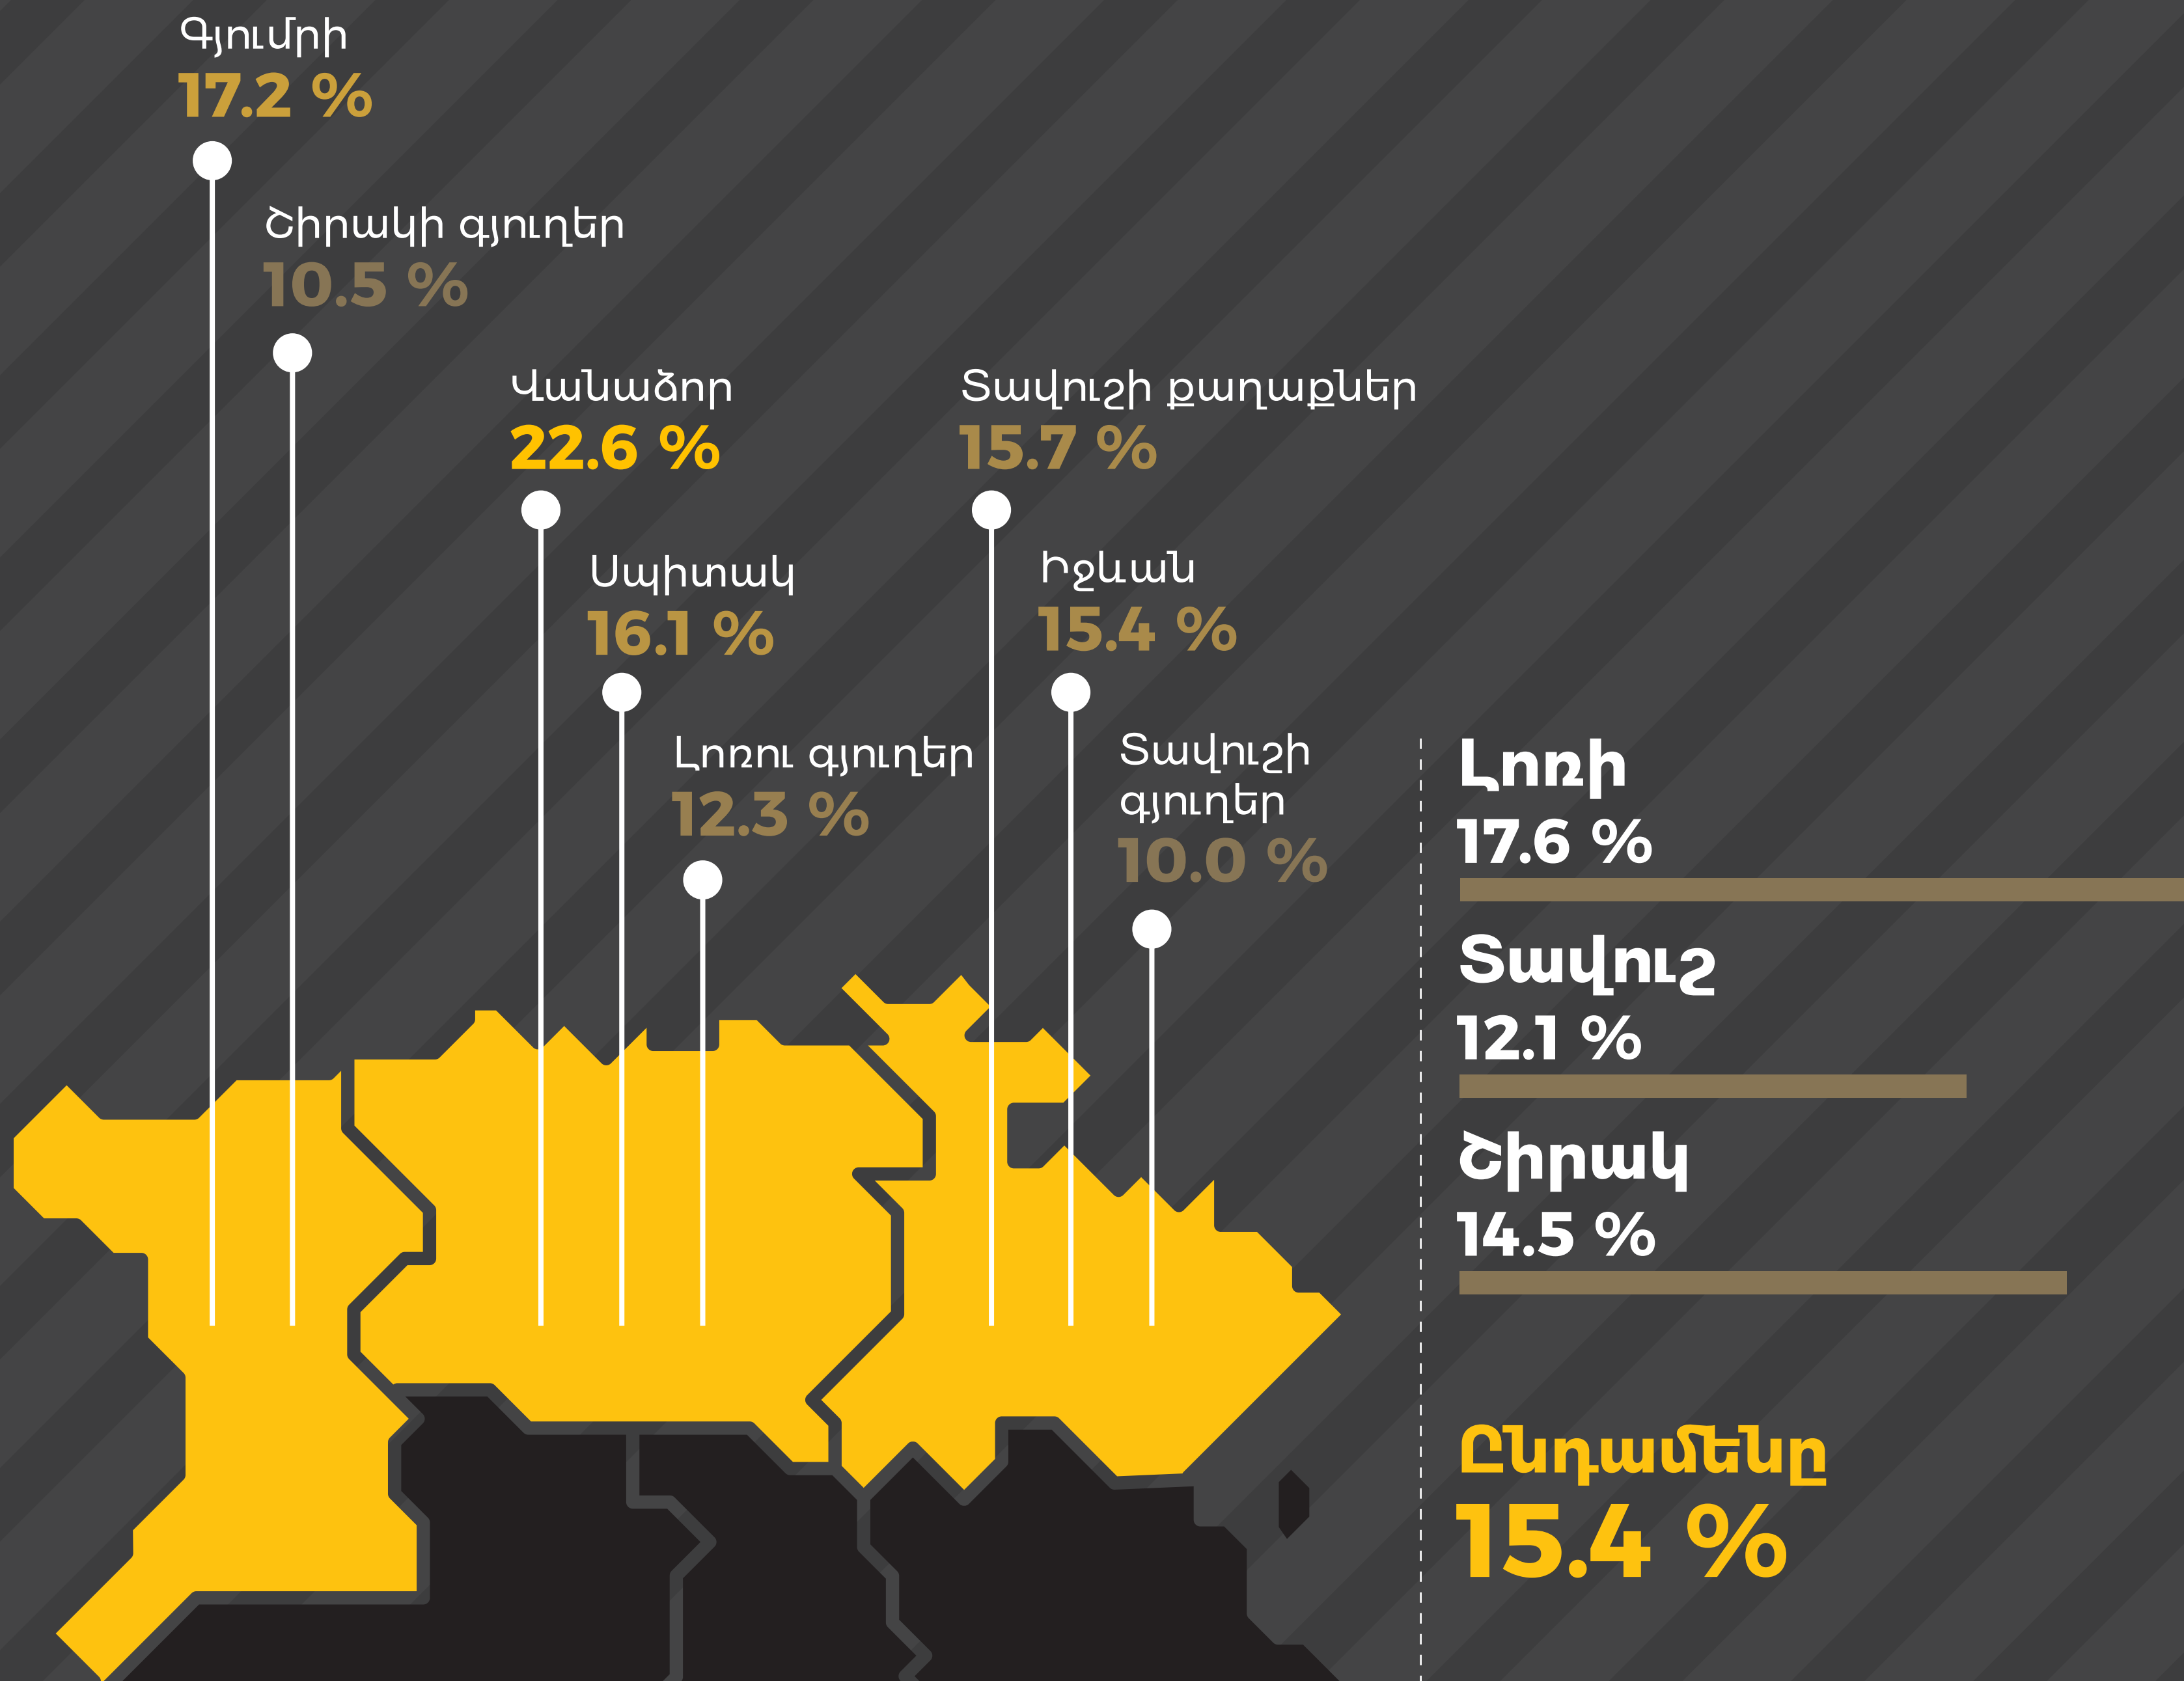 Գյումրի
17.2 %
Շիրակի գյուղեր
10.5 %
Վանաձոր
22.6 %
Սպիտակ
16.1 %
Լոռու գյուղեր
12.3 %
Տավուշի քաղաքներ
15.7 %
Իջևան
15.4 %
Տավուշի
գյուղեր
10.0 %
Լոռի
17.6 %
Տավուշ
12.1 %
Շիրակ
14.5 %
Ընդամենը
15.4 %